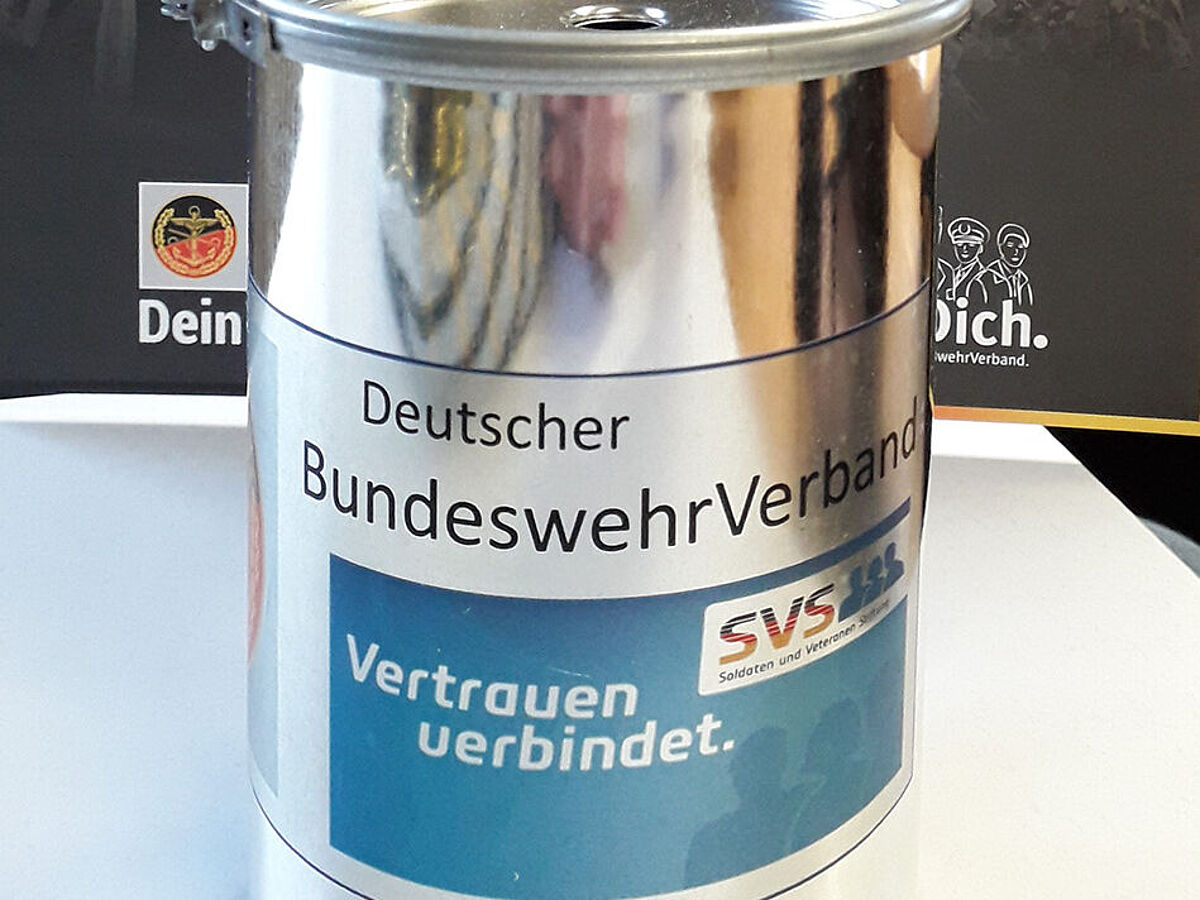 Dein
Dich.
wehrVerband.
Deutscher
BundeswehrVerband
SVS
Soldaten und Veteranen Stiftung
Vertrauen
verbindet.